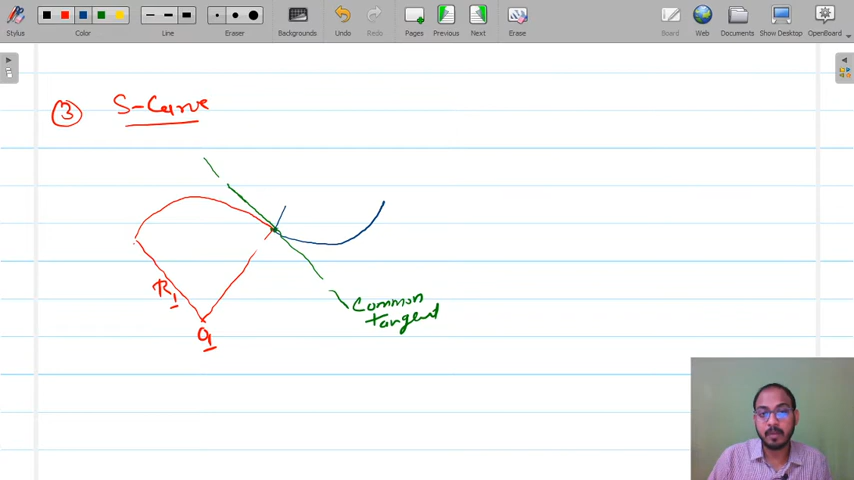 Stylus
Color
Line
Eraser
Backgrounds
Undo
Redo
Pages
Previous
Next
Erase
Board
Web
Documents
Show Desktop
OpenBoard
3 S-Curve
R1
O1
Common
tangent